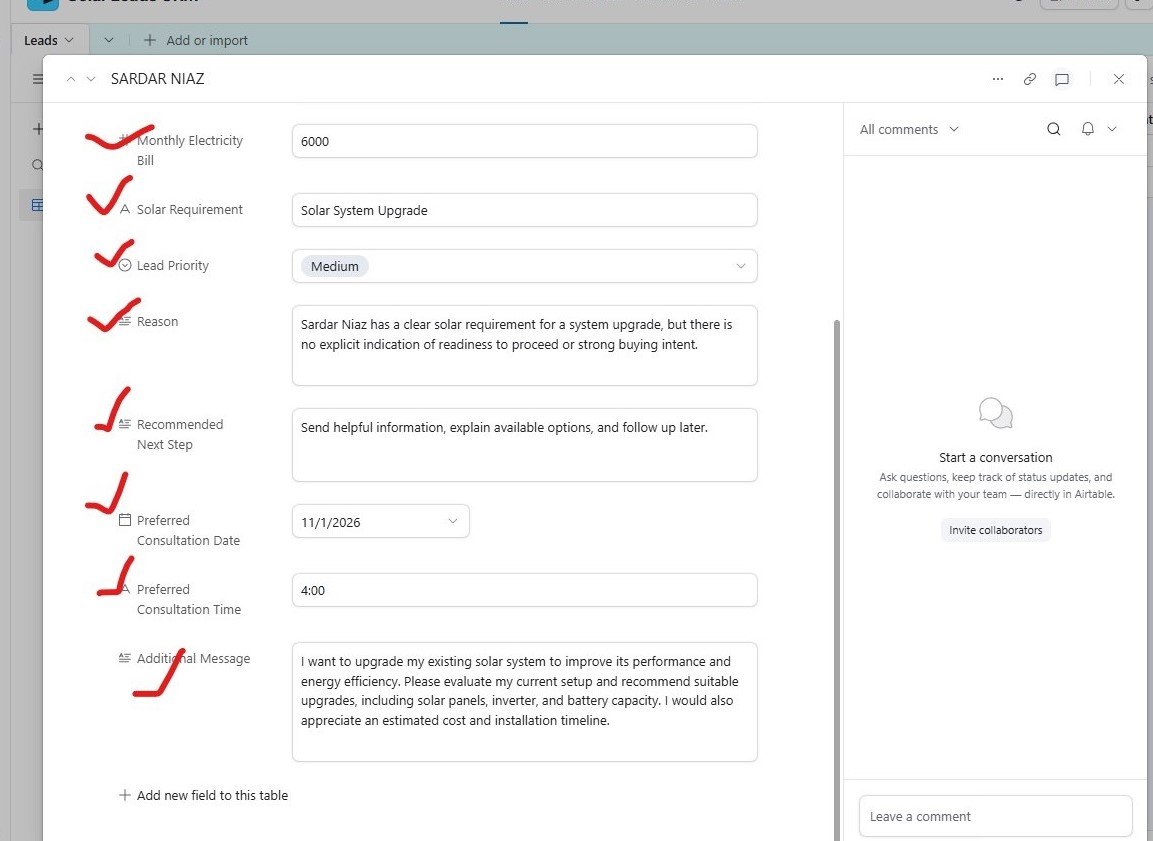 Leads
Add or import
SARDAR NIAZ
Monthly Electricity
Bill
6000
Solar Requirement
Solar System Upgrade
Lead Priority
Medium
Reason
Sardar Niaz has a clear solar requirement for a system upgrade, but there is
no explicit indication of readiness to proceed or strong buying intent.
Recommended
Next Step
Send helpful information, explain available options, and follow up later.
Preferred
Consultation Date
11/1/2026
Preferred
Consultation Time
4:00
Additional Message
I want to upgrade my existing solar system to improve its performance and
energy efficiency. Please evaluate my current setup and recommend suitable
upgrades, including solar panels, inverter, and battery capacity. I would also
appreciate an estimated cost and installation timeline.
Add new field to this table
All comments
Start a conversation
Ask questions, keep track of status updates, and
collaborate with your team — directly in Airtable.
Invite collaborators
Leave a comment